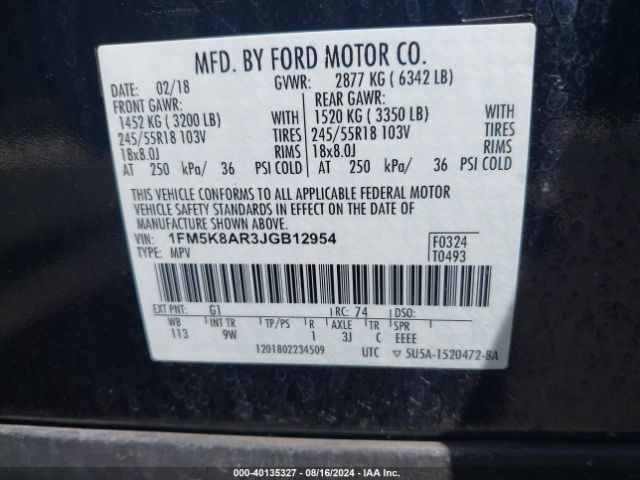 MFD. BY FORD MOTOR CO.
DATE: 02/18 GVWR: 2877 KG ( 6342 LB)
FRONT GAWR: REAR GAWR:
1452 KG ( 3200 LB) WITH 1520 KG ( 3350 LB) WITH
245/55R18 103V TIRES 245/55R18 103V TIRES
18x8.0J RIMS 18x8.0J RIMS
AT 250 kPa/ 36 PSI COLD AT 250 kPa/ 36 PSI COLD
THIS VEHICLE CONFORMS TO ALL APPLICABLE FEDERAL MOTOR
VEHICLE SAFETY STANDARDS IN EFFECT ON THE DATE OF
MANUFACTURE SHOWN ABOVE.
VIN: 1FM5K8AR3JGB12954 F0324
TYPE: MPV T0493
EXT PNT: G1 RC: 74 DSO:
WB INT TR TP/PS R AXLE TR SPR
113 9W 1 3J C EEEE
1201802234509 UTC ▽ 5U5A-1520472-BA
000-40135327 | 08/16/2024 | IAA Inc.